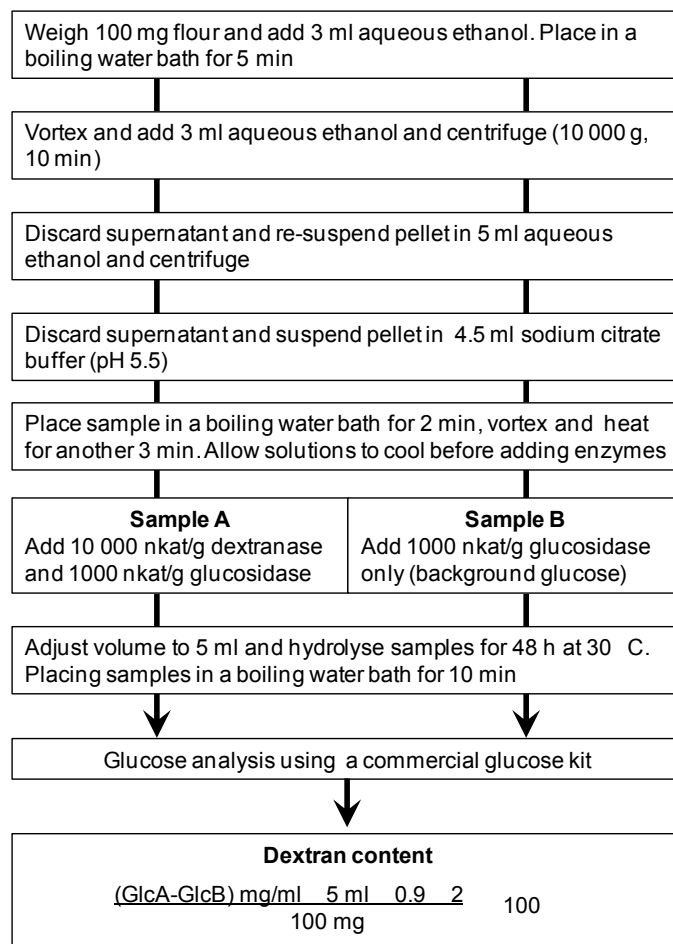 Weigh 100 mg flour and add 3 ml aqueous ethanol. Place in a
boiling water bath for 5 min
Vortex and add 3 ml aqueous ethanol and centrifuge (10 000 g,
10 min)
Discard supernatant and re-suspend pellet in 5 ml aqueous
ethanol and centrifuge
Discard supernatant and suspend pellet in 4.5 ml sodium citrate
buffer (pH 5.5)
Place sample in a boiling water bath for 2 min, vortex and heat
for another 3 min. Allow solutions to cool before adding enzymes
Sample A
Add 10 000 nkat/g dextranase
and 1000 nkat/g glucosidase
Sample B
Add 1000 nkat/g glucosidase
only (background glucose)
Adjust volume to 5 ml and hydrolyse samples for 48 h at 30 C.
Placing samples in a boiling water bath for 10 min
Glucose analysis using a commercial glucose kit
Dextran content
(GlcA-GlcB) mg/ml 5 ml 0.9 2
100 mg
100